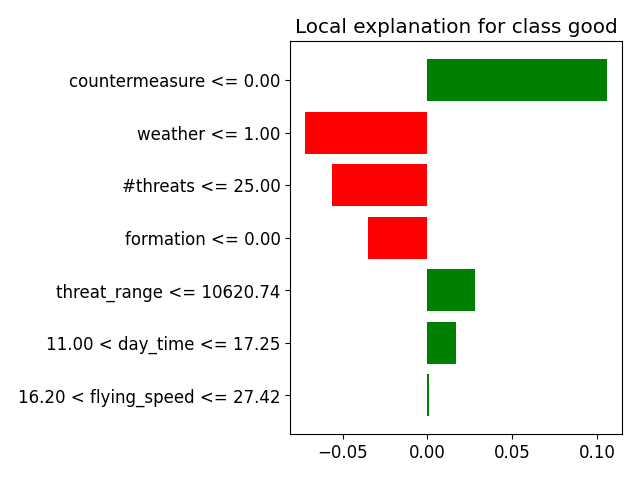 Local explanation for class good
countermeasure <= 0.00
weather <= 1.00
#threats <= 25.00
formation <= 0.00
threat_range <= 10620.74
11.00 < day_time <= 17.25
16.20 < flying_speed <= 27.42
−0.05 0.00 0.05 0.10